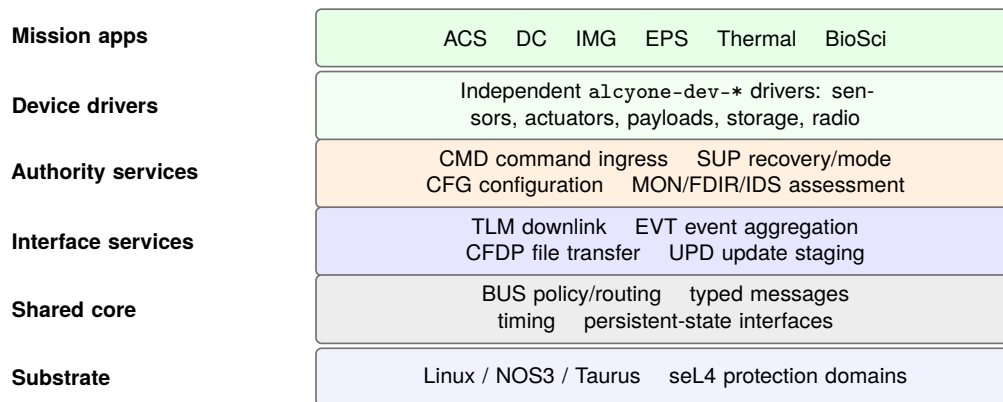 Mission apps
ACS DC IMG EPS Thermal BioSci
Device drivers
Independent alcyone-dev-* drivers: sen-
sors, actuators, payloads, storage, radio
Authority services
CMD command ingress SUP recovery/mode
CFG configuration MON/FDIR/IDS assessment
Interface services
TLM downlink EVT event aggregation
CFDP file transfer UPD update staging
Shared core
BUS policy/routing typed messages
timing persistent-state interfaces
Substrate
Linux / NOS3 / Taurus seL4 protection domains